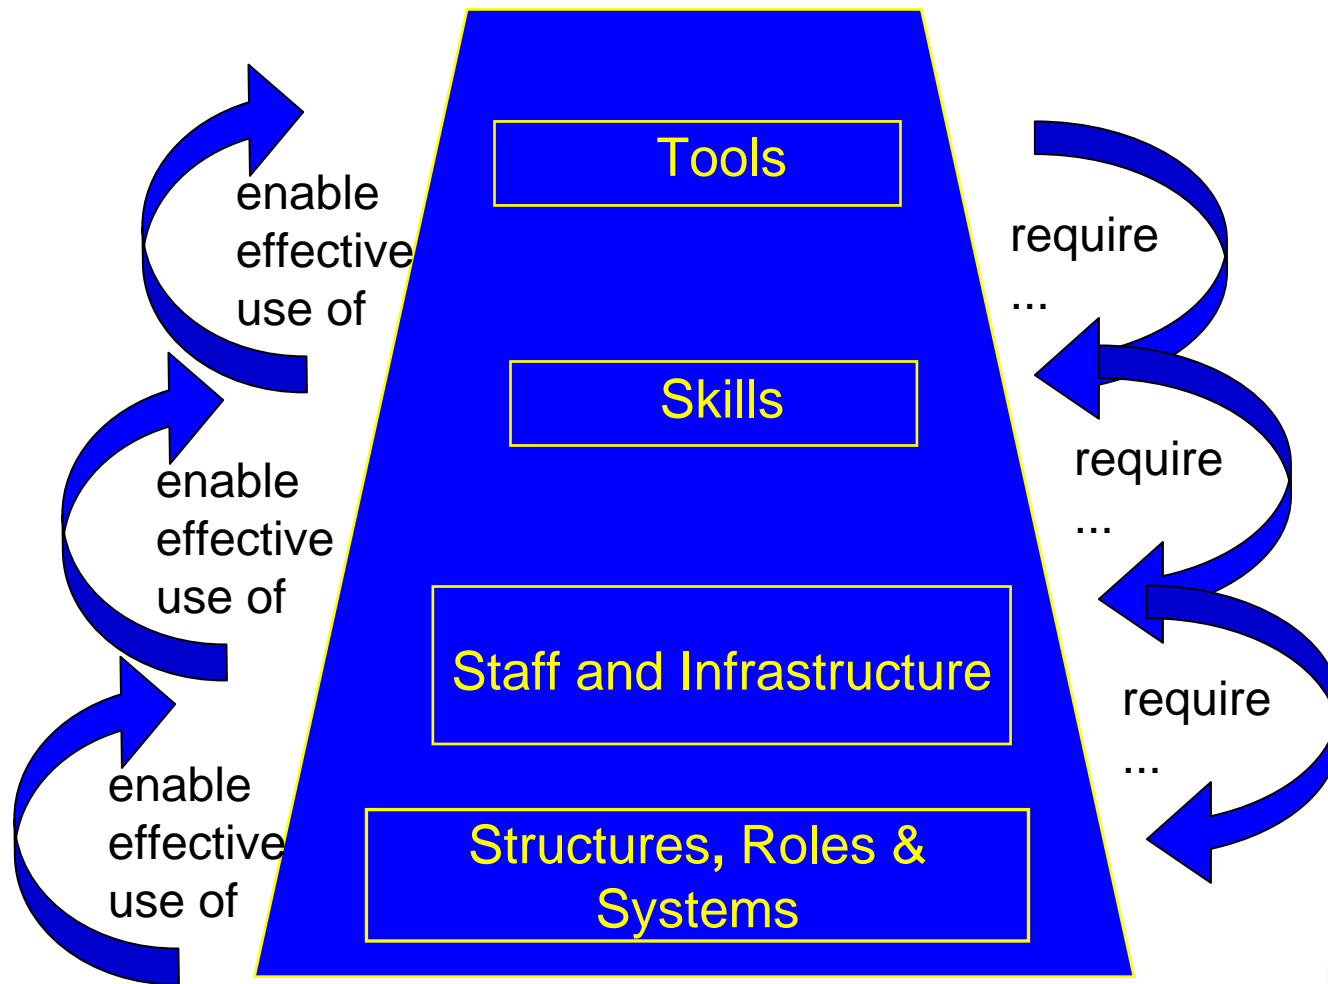 Tools
enable
effective
use of
require
...
Skills
enable
effective
use of
require
...
Staff and Infrastructure
enable
effective
use of
require
...
Structures, Roles &
Systems